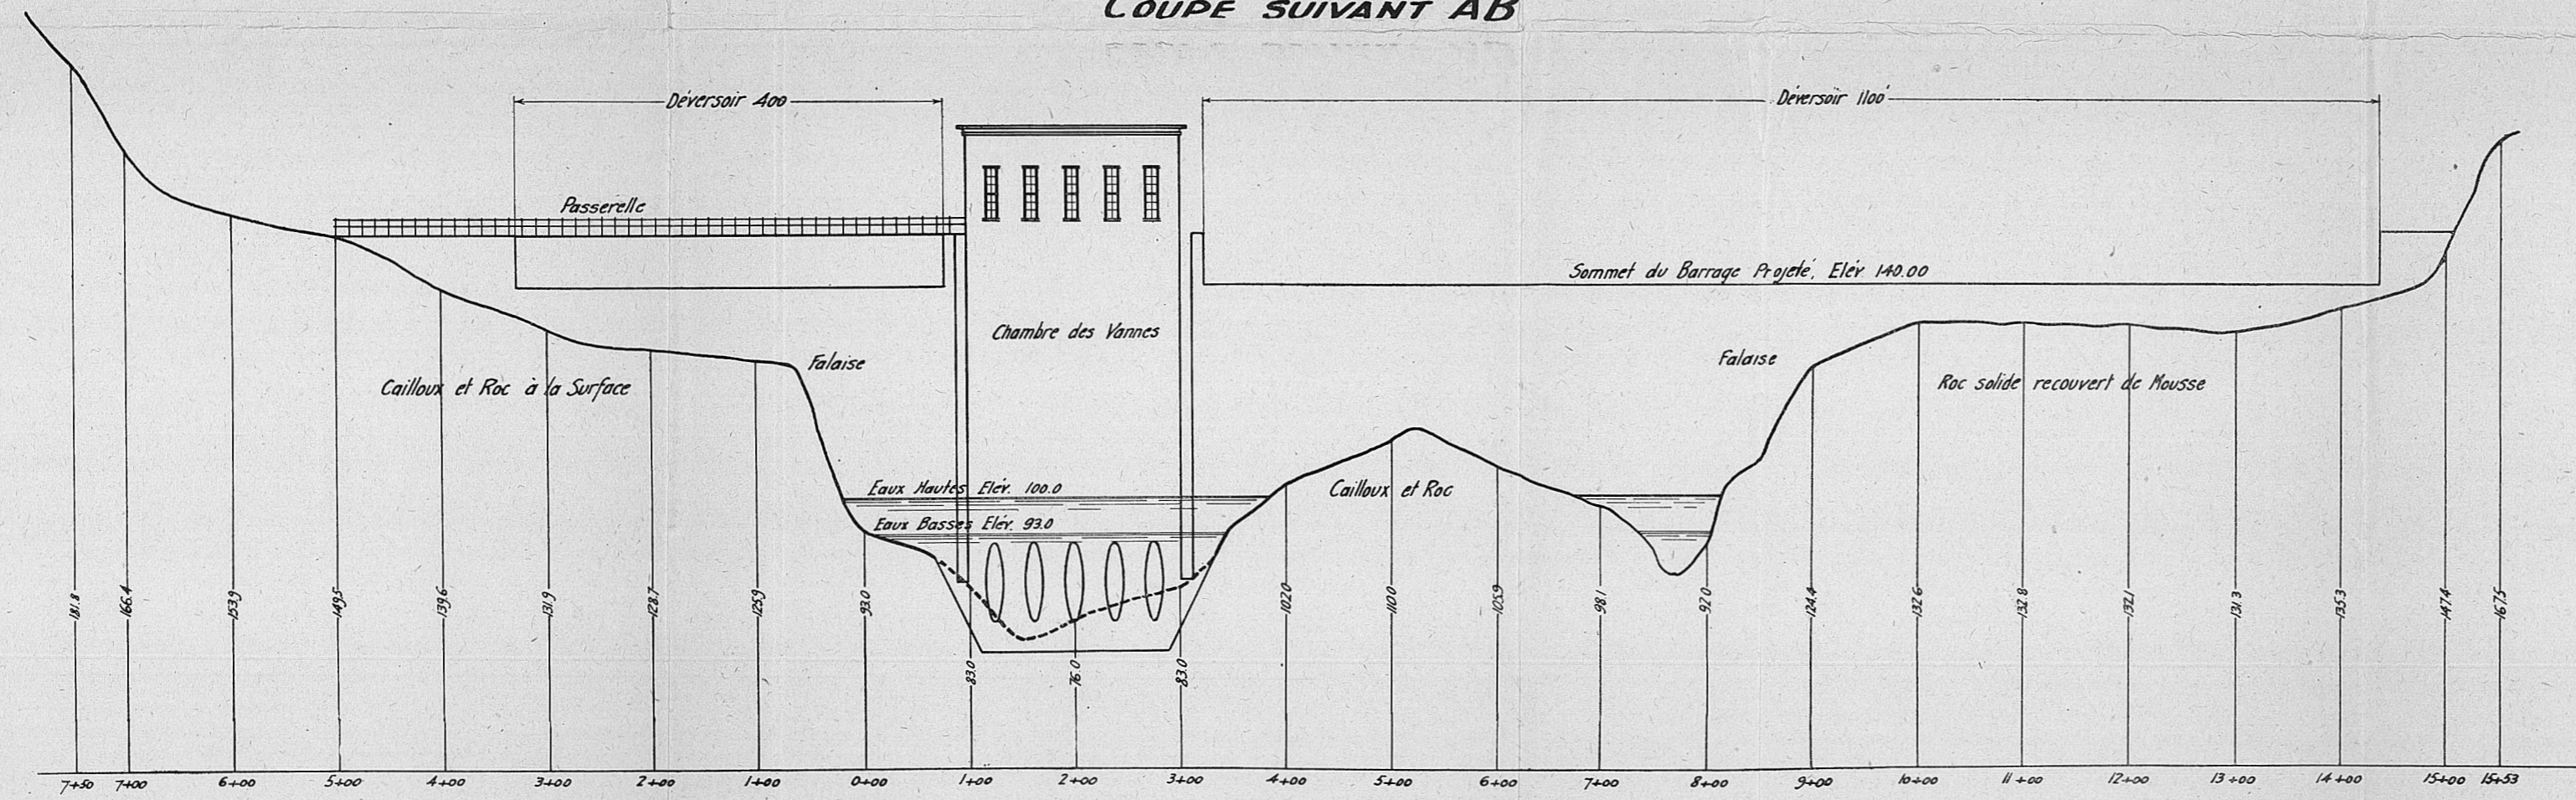 COUPE SUIVANT AB
Déversoir 400
Déversoir 1100'
Passerelle
Sommet du Barrage Projeté, Elév. 140.00
Chambre des Vannes
Falaise
Falaise
Cailloux et Roc à la Surface
Roc solide recouvert de Mousse
Eaux Hautes Elév. 100.0
Cailloux et Roc
Eaux Basses Elév. 93.0
181.8 166.4 153.9 149.5 139.6 131.9 128.7 125.9 93.0 102.0 110.0 105.9 98.1 92.0 124.4 132.6 132.8 132.1 131.3 135.3 147.4 167.5
83.0 76.0 83.0
7+50 7+00 6+00 5+00 4+00 3+00 2+00 1+00 0+00 1+00 2+00 3+00 4+00 5+00 6+00 7+00 8+00 9+00 10+00 11+00 12+00 13+00 14+00 15+00 15+53